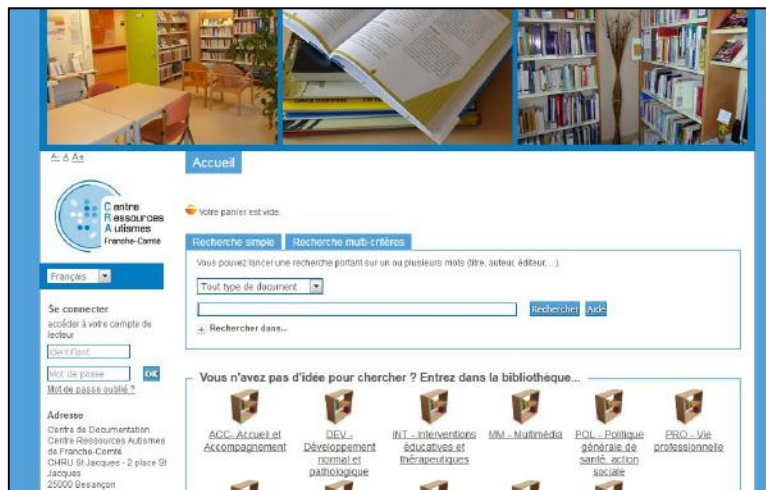 A- A A+
Accueil
Centre
Ressources
Autismes
Franche-Comté
Votre panier est vide.
Recherche simple
Recherche multi-critères
Vous pouvez lancer une recherche portant sur un ou plusieurs mots (titre, auteur, éditeur, ...)
Français
Tout type de document
Rechercher
Aide
Rechercher dans...
Se connecter
accéder à votre compte de
lecteur
identifiant
Mot de passe
OK
Mot de passe oublié ?
Vous n'avez pas d'idée pour chercher ? Entrez dans la bibliothèque...
Adresse
Centre de Documentation
Centre Ressources Autismes
de Franche-Comté
CHRU St Jacques - 2 place St
Jacques
25000 Besançon
ACC- Accueil et
Accompagnement
DEV -
Développement
normal et
pathologique
INT - Interventions
éducatives et
thérapeutiques
MM - Multimédia
POL - Politique
générale de
santé, action
sociale
PRO - Vie
professionnelle